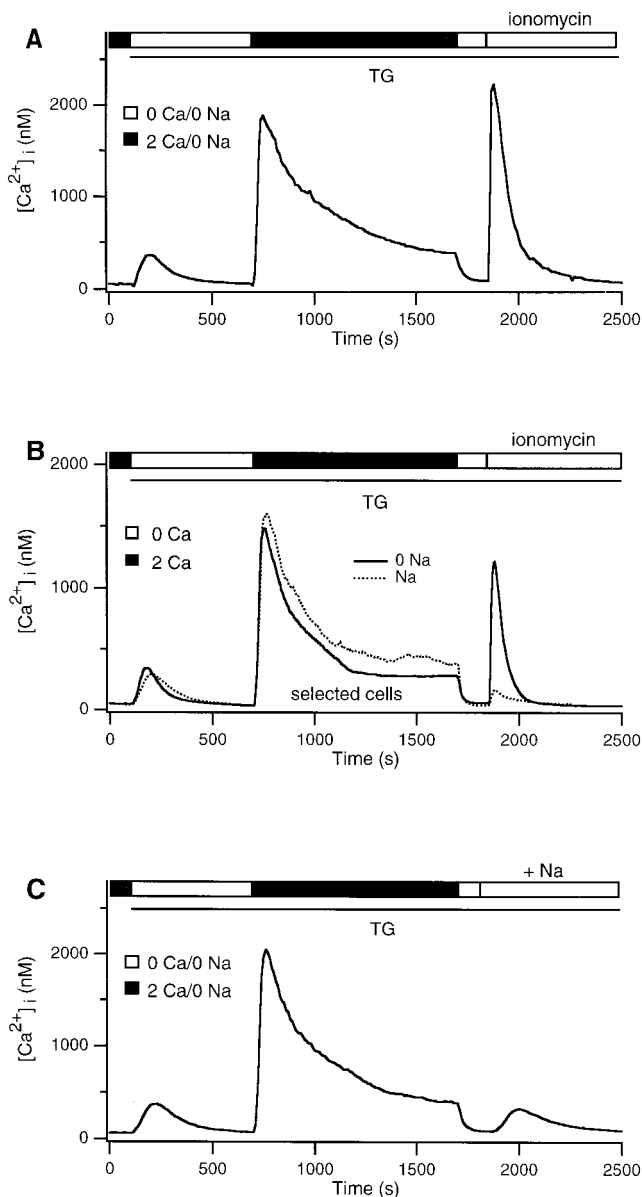 ionomycin
A
TG
0 Ca/0 Na
2 Ca/0 Na
[Ca2+] i (nM)
2000
1000
0
0 500 1000 1500 2000 2500
Time (s)
ionomycin
B
TG
0 Ca
2 Ca
0 Na
Na
[Ca2+] i (nM)
2000
1000
0
selected cells
0 500 1000 1500 2000 2500
Time (s)
+ Na
C
TG
0 Ca/0 Na
2 Ca/0 Na
[Ca2+] i (nM)
2000
1000
0
0 500 1000 1500 2000 2500
Time (s)